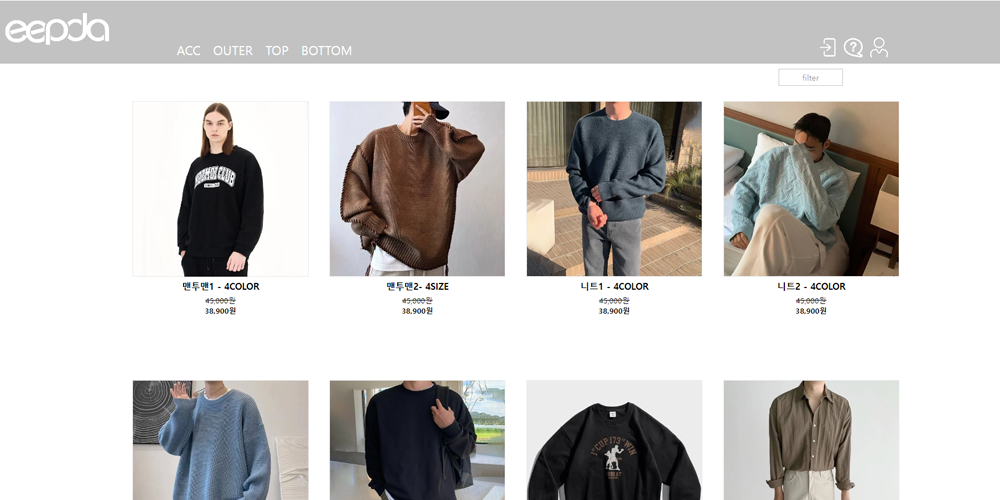 eepda
ACC OUTER TOP BOTTOM
filter
맨투맨1 - 4COLOR
45,000원
38,900원
맨투맨2- 4SIZE
45,000원
38,900원
니트1 - 4COLOR
45,000원
38,900원
니트2 - 4COLOR
45,000원
38,900원
J'CUP.173"WIN